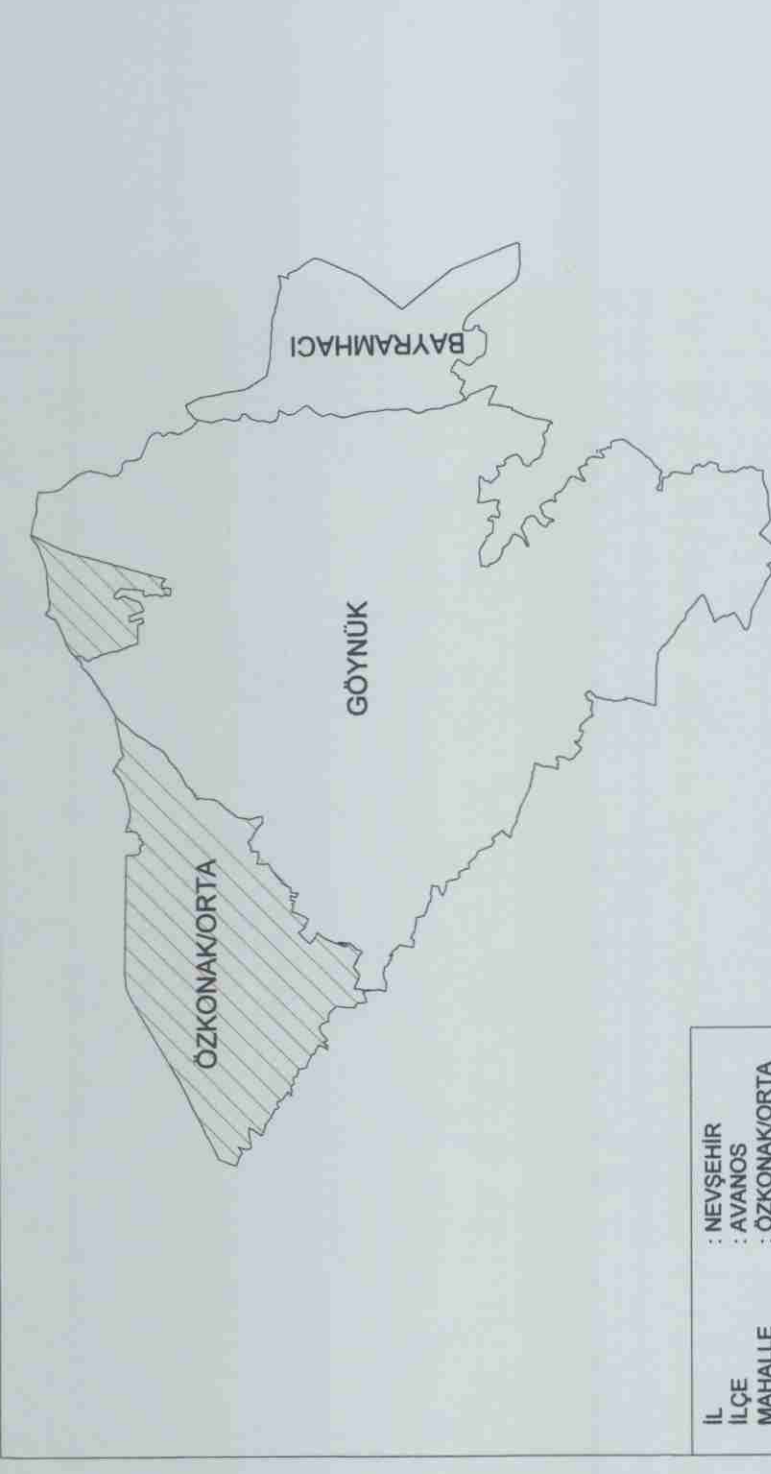 BAYRAMHACI
GÖYNÜK
ÖZKONAK/ORTA
İL : NEVŞEHİR
İLÇE : AVANOS
MAHALLE : ÖZKONAK/ORTA